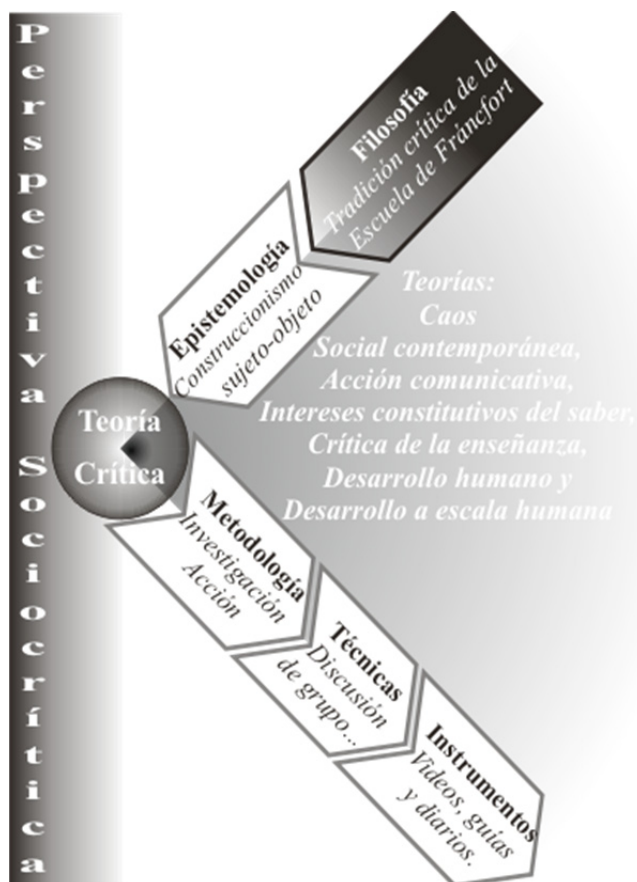 Perspectiva Sociocrítica
Filosofía
Tradición crítica de la
Escuela de Fráncfort
Epistemología
Construccionismo
sujeto-objeto
Teorías:
Caos
Social contemporánea,
Acción comunicativa,
Intereses constitutivos del saber,
Crítica de la enseñanza,
Desarrollo humano y
Desarrollo a escala humana
Teoría
Crítica
Metodología
Investigación
Acción
Técnicas
Discusión
de grupo...
Instrumentos
Videos, guías
y diarios.